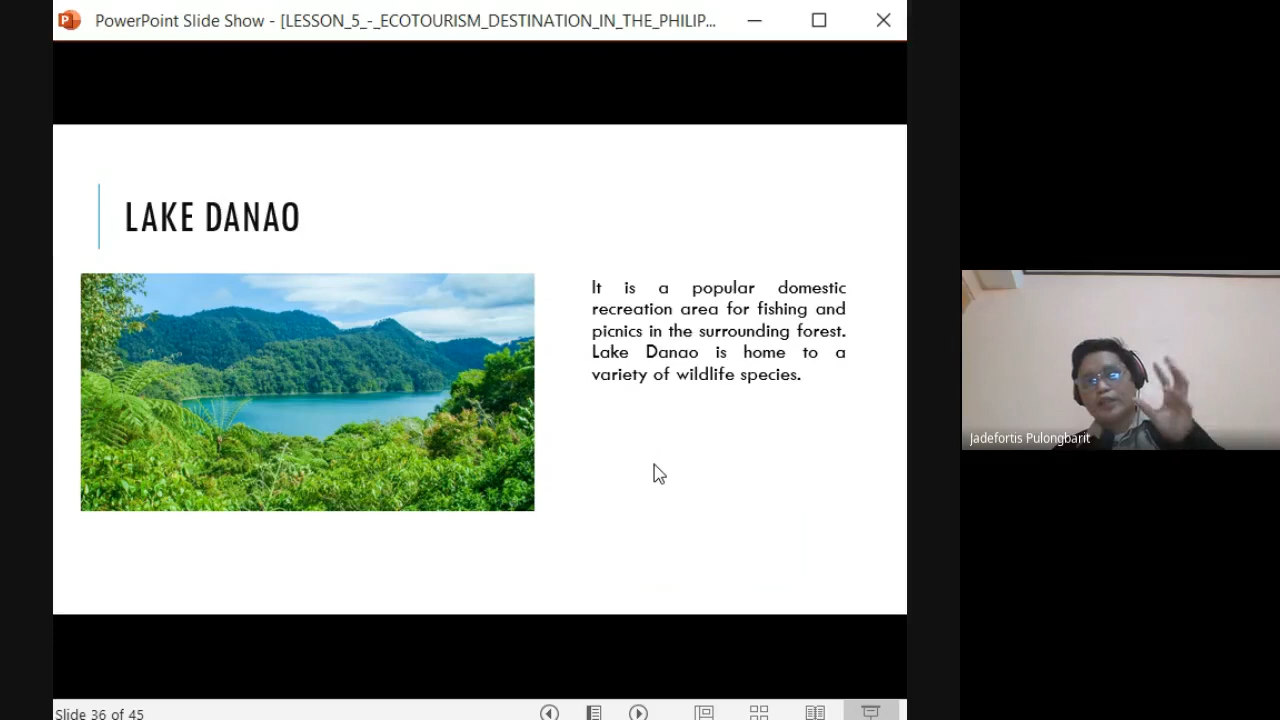 PowerPoint Slide Show - [LESSON_5_-_ECOTOURISM_DESTINATION_IN_THE_PHILIP...
LAKE DANAO
It is a popular domestic
recreation area for fishing and
picnics in the surrounding forest.
Lake Danao is home to a
variety of wildlife species.
Jadefortis Pulongbarit
Slide 36 of 45